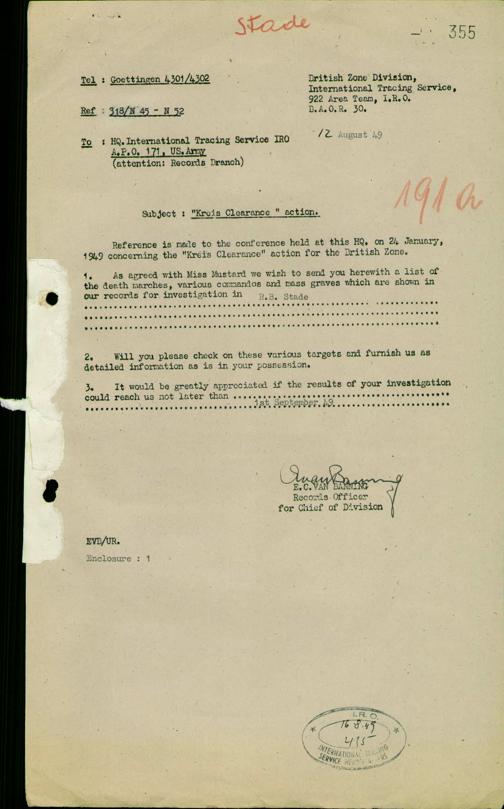 Stade
355
Tel : Goettingen 4301/4302
British Zone Division,
International Tracing Service,
922 Area Team, I.R.O.
B.A.O.R. 30.
Ref : 318/N 45 - N 52
12 August 49
To : HQ.International Tracing Service IRO
A.P.O. 171, US.Army
(attention: Records Branch)
191a
Subject : "Kreis Clearance " action.
Reference is made to the conference held at this HQ. on 24 January,
1949 concerning the "Kreis Clearance" action for the British Zone.
1. As agreed with Miss Mustard we wish to send you herewith a list of
the death marches, various commandos and mass graves which are shown in
our records for investigation in R.B. Stade
2. Will you please check on these various targets and furnish us as
detailed information as is in your possession.
3. It would be greatly appreciated if the results of your investigation
could reach us not later than
1st September 49
E.C.VAN BANNING
Records Officer
for Chief of Division
EVB/UR.
Enclosure : 1
I.R.O.
16.8.49
INTERNATIONAL TRACING
SERVICE